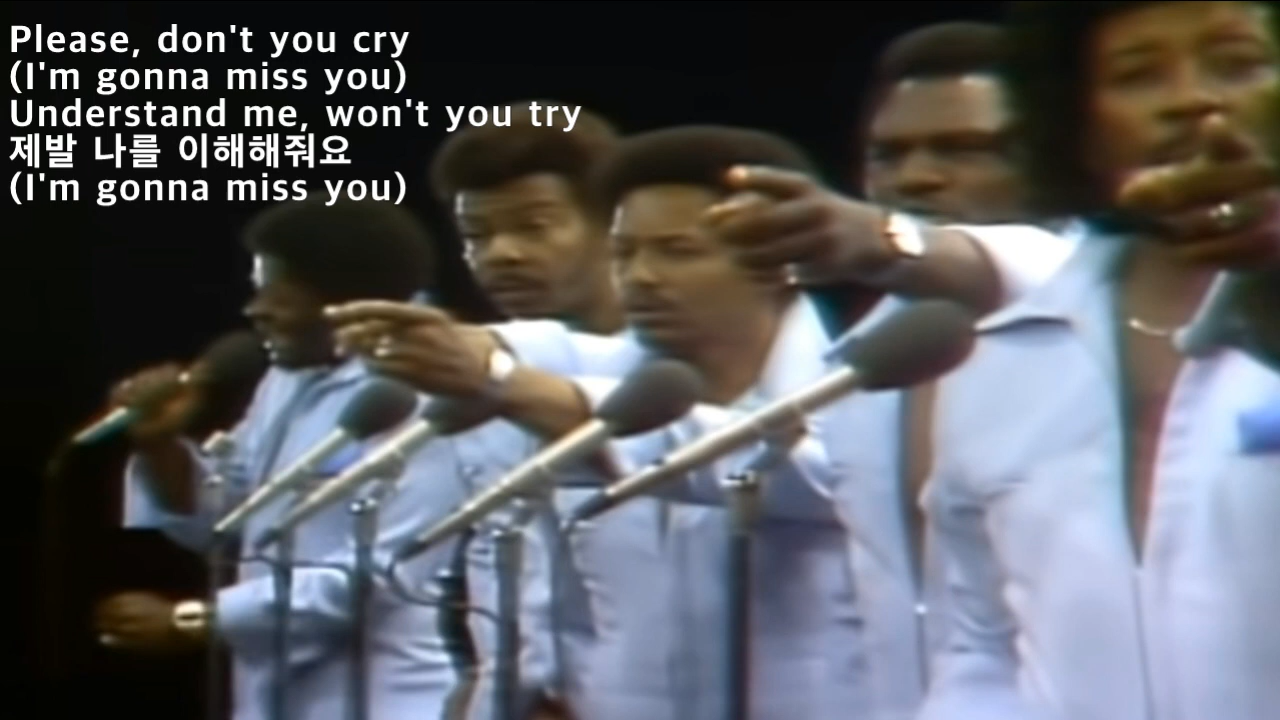 Please, don't you cry
(I'm gonna miss you)
Understand me, won't you try
제발 나를 이해해줘요
(I'm gonna miss you)